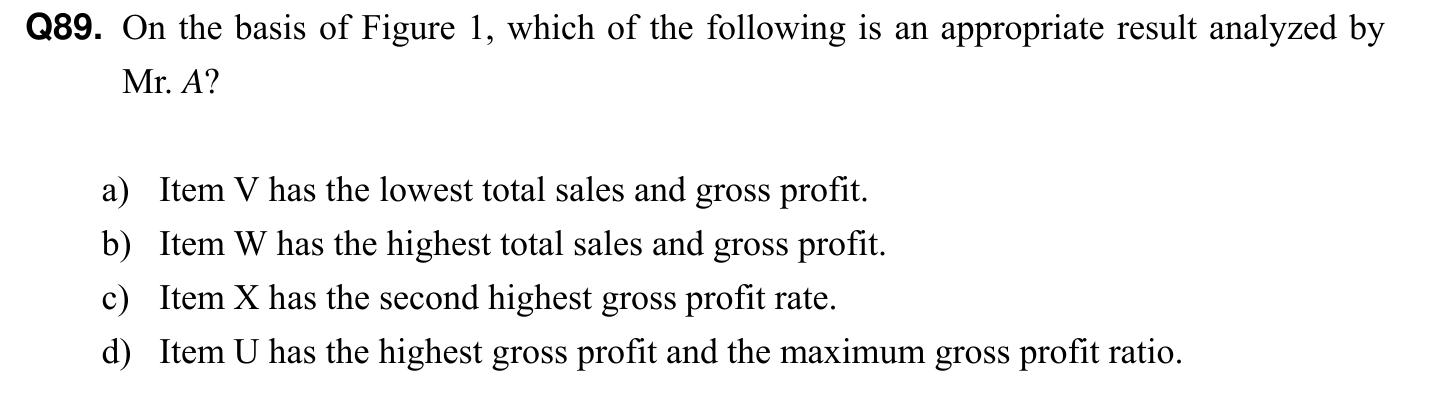 Q89. On the basis of Figure 1, which of the following is an appropriate result analyzed by
Mr. A?
a) Item V has the lowest total sales and gross profit.
b) Item W has the highest total sales and gross profit.
c) Item X has the second highest gross profit rate.
d) Item U has the highest gross profit and the maximum gross profit ratio.